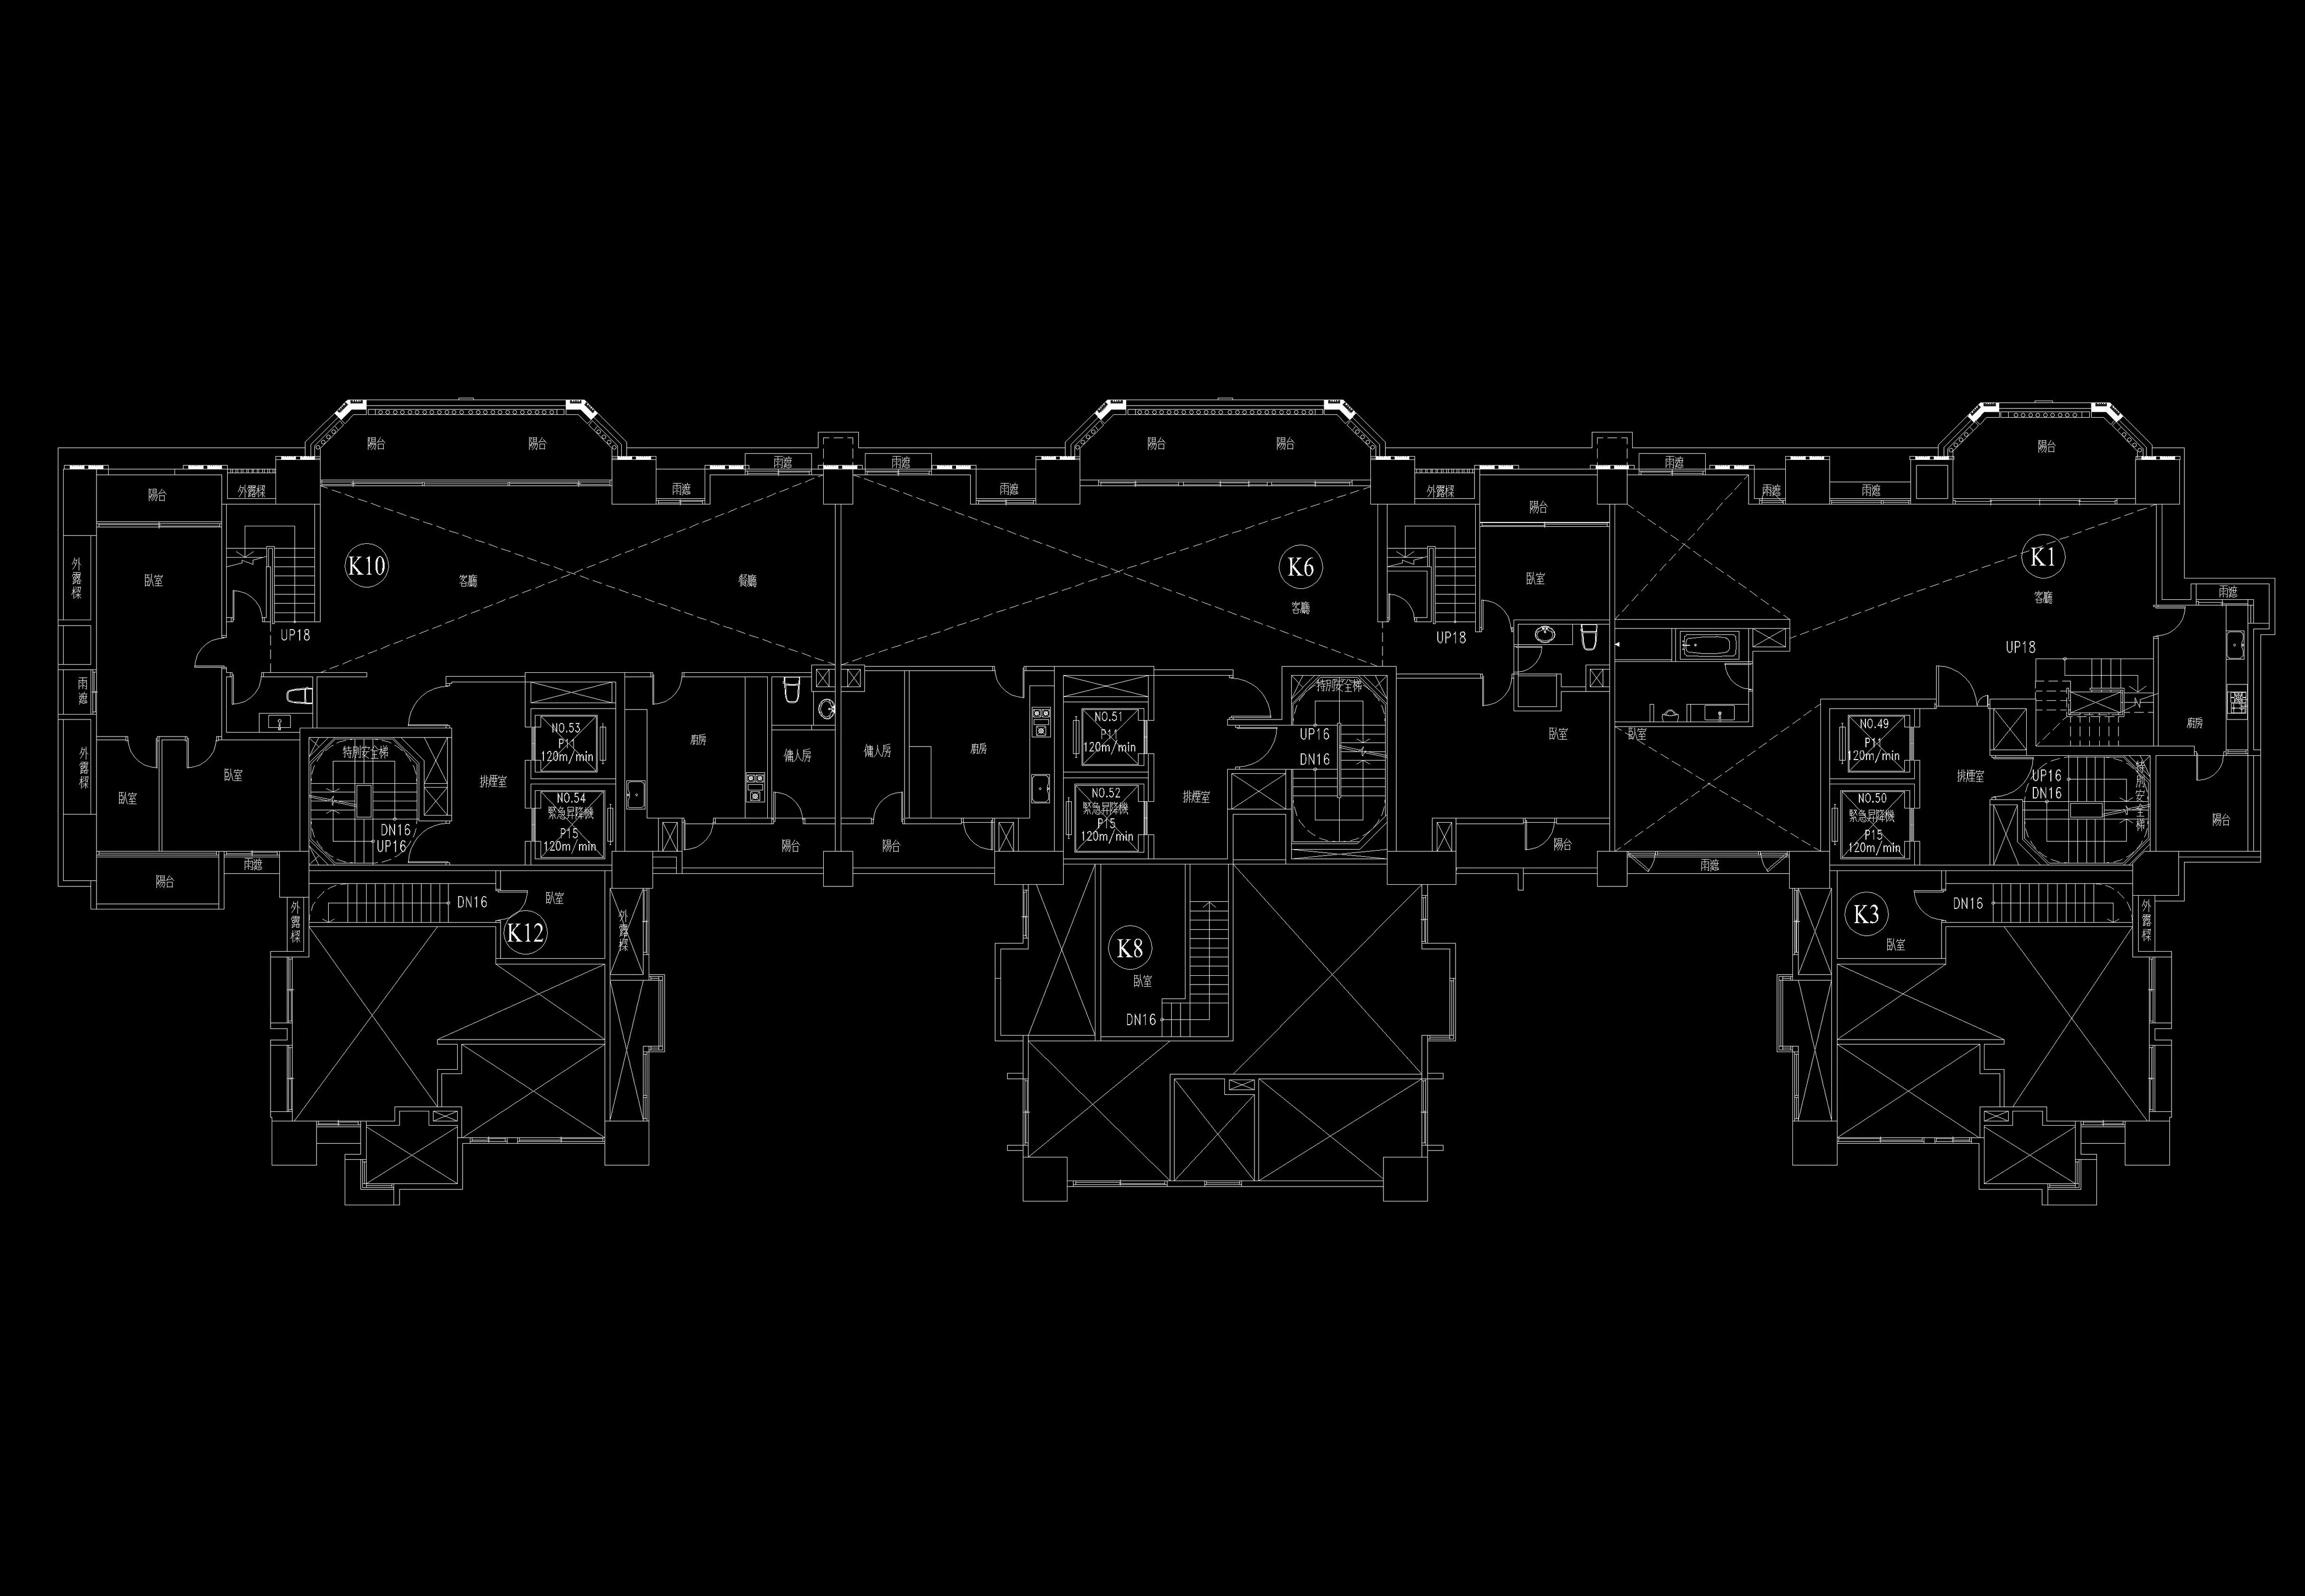 陽台
陽台
陽台
陽台
陽台
雨遮
雨遮
雨遮
陽台
外露樑
雨遮
雨遮
外露樑
陽台
雨遮
雨遮
外露樑
臥室
K10
客廳
餐廳
K6
客廳
臥室
K1
客廳
雨遮
UP18
UP18
UP18
雨遮
外露樑
臥室
臥室
特別安全梯
排煙室
NO.53
P11
120m/min
NO.54
緊急昇降機
P15
120m/min
DN16
UP16
廚房
傭人房
傭人房
廚房
NO.51
P11
120m/min
NO.52
緊急昇降機
P15
120m/min
排煙室
特別安全梯
UP16
DN16
臥室
臥室
NO.49
P11
120m/min
NO.50
緊急昇降機
P15
120m/min
排煙室
UP16
DN16
特別安全梯
廚房
陽台
陽台
雨遮
陽台
陽台
陽台
雨遮
外露樑
DN16
臥室
K12
外露樑
K8
臥室
DN16
K3
臥室
DN16
外露樑